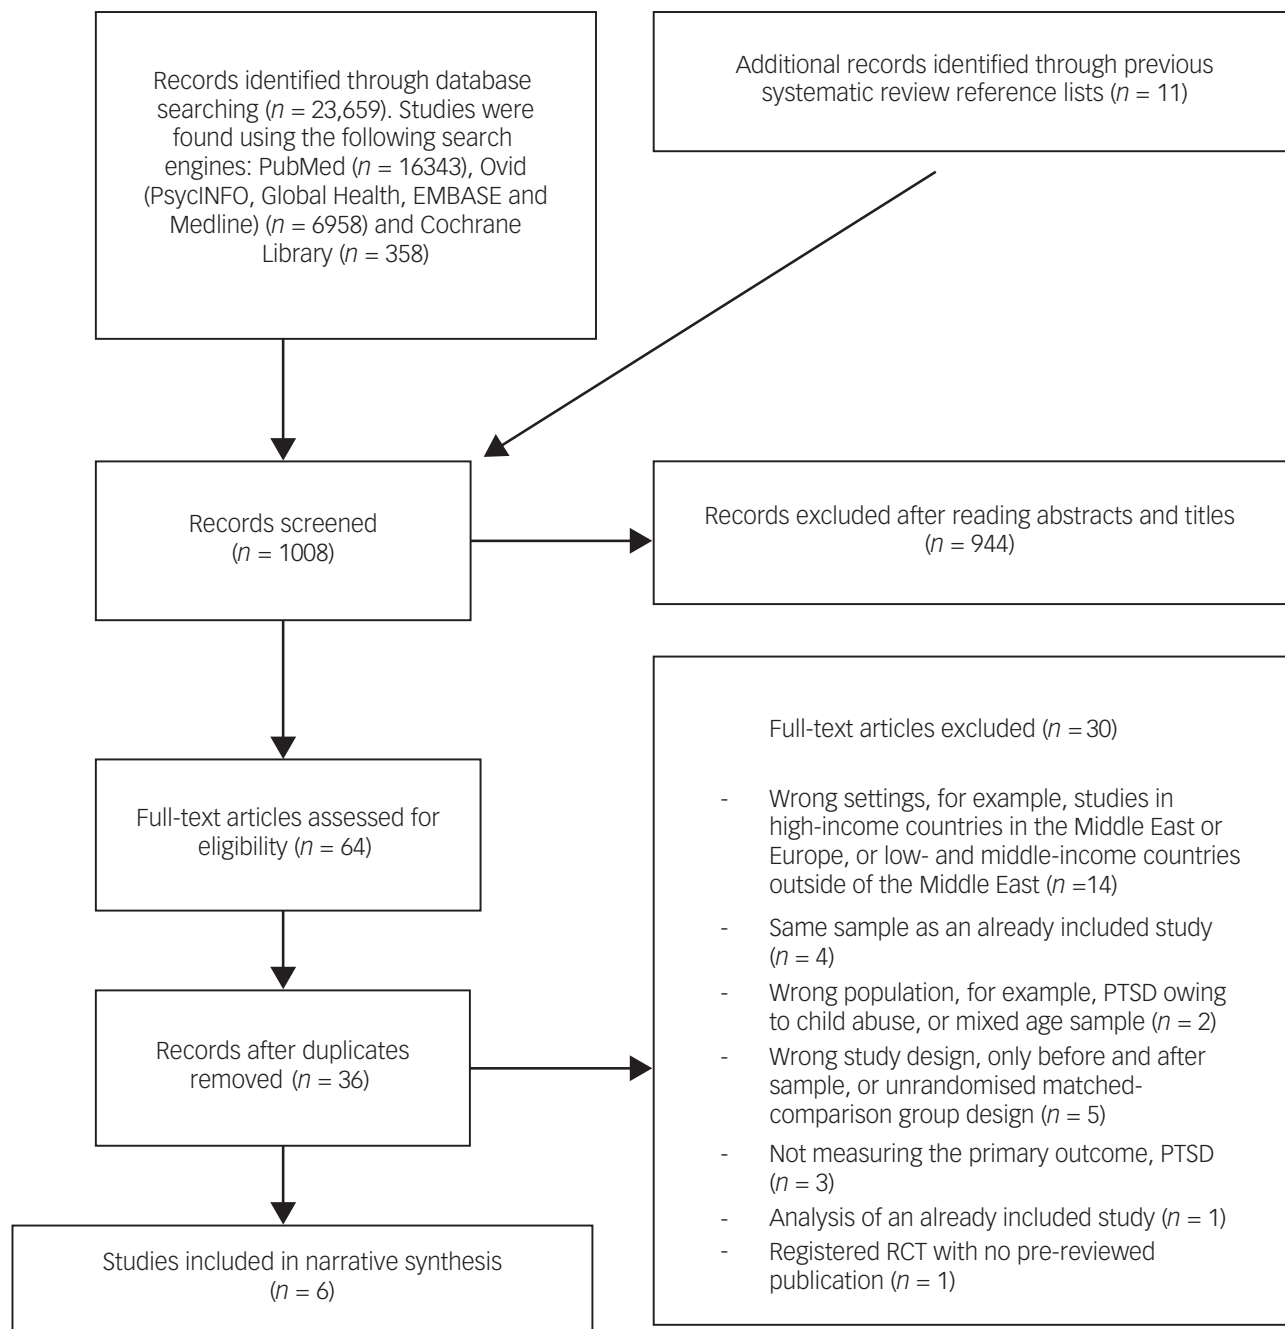 Records identified through database
searching (n = 23,659). Studies were
found using the following search
engines: PubMed (n = 16343), Ovid
(PsycINFO, Global Health, EMBASE and
Medline) (n = 6958) and Cochrane
Library (n = 358)
Additional records identified through previous
systematic review reference lists (n = 11)
Records screened
(n = 1008)
Records excluded after reading abstracts and titles
(n = 944)
Full-text articles assessed for
eligibility (n = 64)
Records after duplicates
removed (n = 36)
Full-text articles excluded (n = 30)
- Wrong settings, for example, studies in
high-income countries in the Middle East or
Europe, or low- and middle-income countries
outside of the Middle East (n =14)
- Same sample as an already included study
(n = 4)
- Wrong population, for example, PTSD owing
to child abuse, or mixed age sample (n = 2)
- Wrong study design, only before and after
sample, or unrandomised matched-
comparison group design (n = 5)
- Not measuring the primary outcome, PTSD
(n = 3)
- Analysis of an already included study (n = 1)
- Registered RCT with no pre-reviewed
publication (n = 1)
Studies included in narrative synthesis
(n = 6)